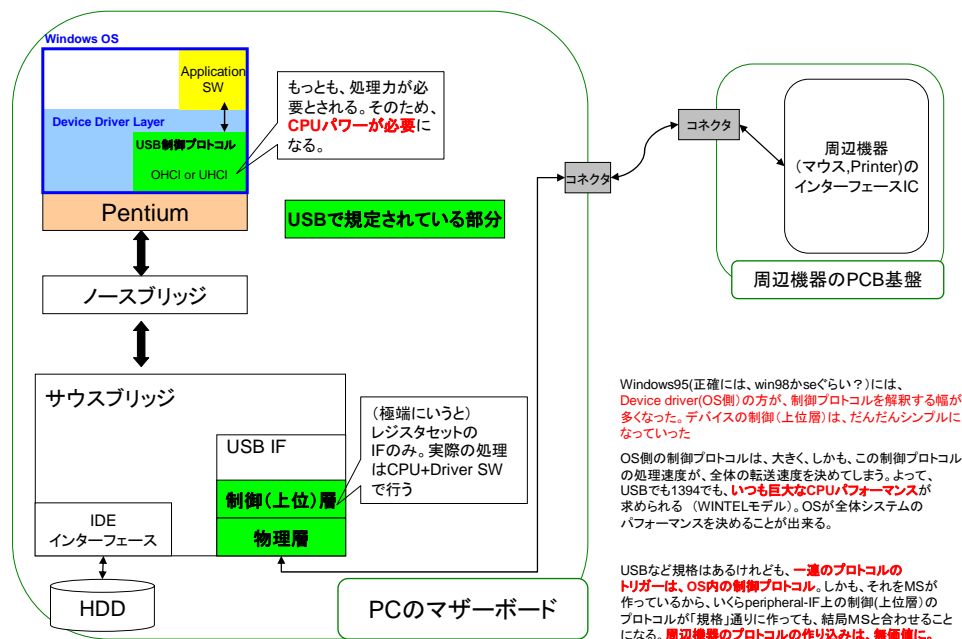 Windows OS
Application
SW
Device Driver Layer
USB制御プロトコル
OHCI or UHCI
Pentium
もっとも、処理力が必
要とされる。そのため、
CPUパワーが必要に
なる。
USBで規定されている部分
ノースブリッジ
サウスブリッジ
USB IF
制御(上位)層
物理層
(極端にいうと)
レジスタセットの
IFのみ。実際の処理
はCPU+Driver SW
で行う
IDE
インターフェース
HDD
PCのマザーボード
コネクタ
コネクタ
周辺機器
(マウス,Printer)の
インターフェースIC
周辺機器のPCB基盤
Windows95(正確には、win98かseぐらい？)には、
Device driver(OS側)の方が、制御プロトコルを解釈する幅が
多くなった。デバイスの制御(上位層)は、だんだんシンプルに
なっていった
OS側の制御プロトコルは、大きく、しかも、この制御プロトコル
の処理速度が、全体の転送速度を決めてしまう。よって、
USBでも1394でも、いつも巨大なCPUパフォーマンスが
求められる (WINTELモデル)。OSが全体システムの
パフォーマンスを決めることが出来る。
USBなど規格はあるけれども、一連のプロトコルの
トリガーは、OS内の制御プロトコル。しかも、それをMSが
作っているから、いくらperipheral-IF上の制御(上位層)の
プロトコルが「規格」通りに作っても、結局MSと合わせること
になる。周辺機器のプロトコルの作り込みは、無価値に。